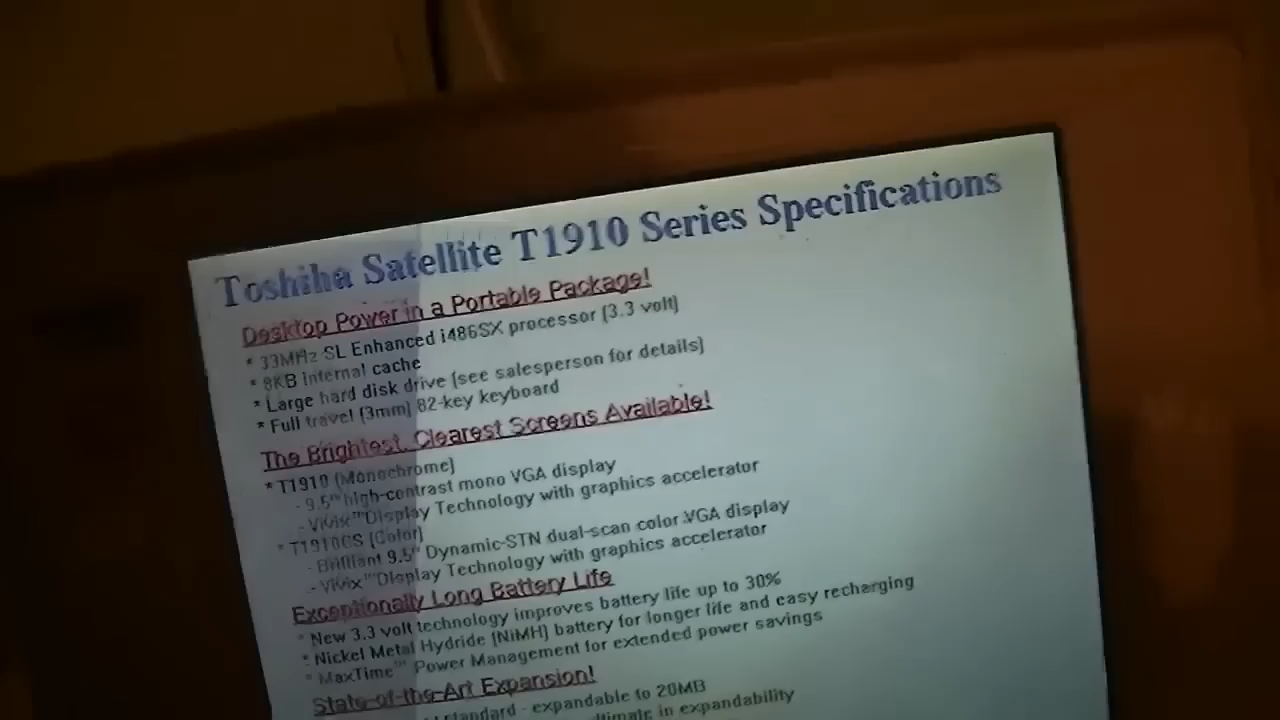 Toshiba Satellite T1910 Series Specifications
Desktop Power in a Portable Package!
* 33MHz SL Enhanced i486SX processor (3.3 volt)
* 8KB internal cache
* Large hard disk drive (see salesperson for details)
* Full travel (3mm) 82-key keyboard
The Brightest, Clearest Screens Available!
* T1910 (Monochrome)
- 9.5" high-contrast mono VGA display
- Vivix™ Display Technology with graphics accelerator
* T1910CS (Color)
- Brilliant 9.5" Dynamic-STN dual-scan color VGA display
- Vivix™ Display Technology with graphics accelerator
Exceptionally Long Battery Life
* New 3.3 volt technology improves battery life up to 30%
* Nickel Metal Hydride (NiMH) battery for longer life and easy recharging
* MaxTime™ Power Management for extended power savings
State-of-the-Art Expansion!
standard - expandable to 20MB
ultimate in expandability